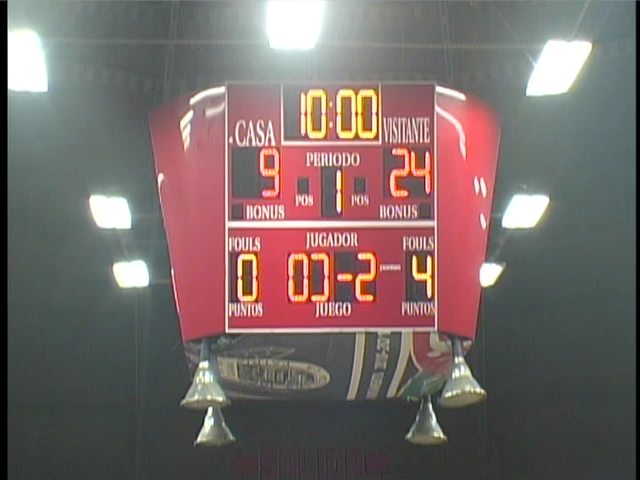 10:00
CASA VISITANTE
9 PERIODO 24
POS 1 POS
BONUS BONUS
FOULS JUGADOR FOULS
0 03-2 4
PUNTOS JUEGO PUNTOS